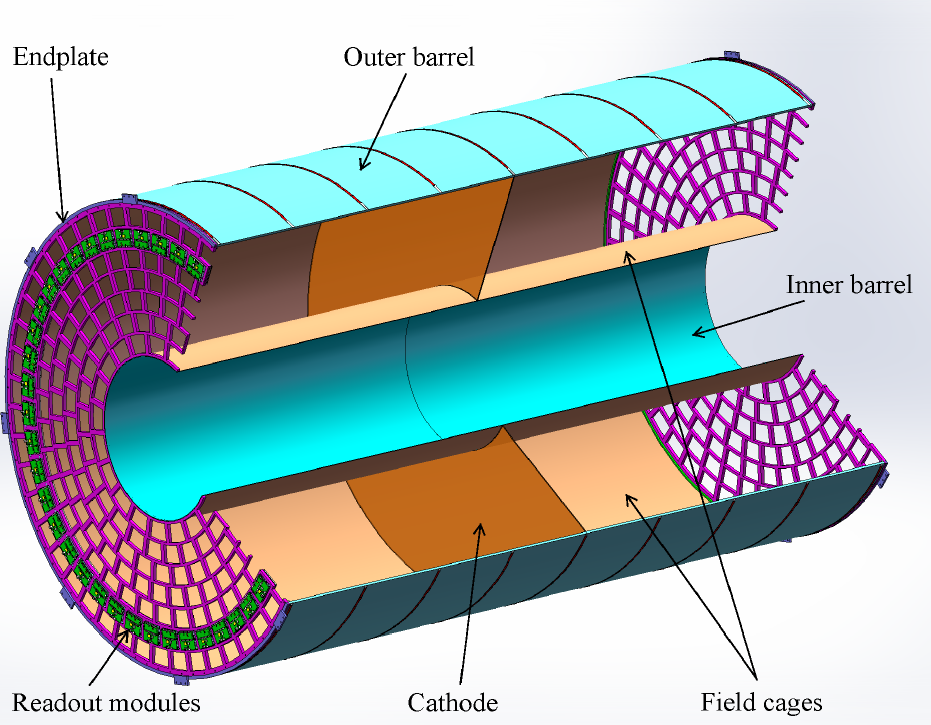 Endplate
Outer barrel
Inner barrel
Readout modules
Cathode
Field cages